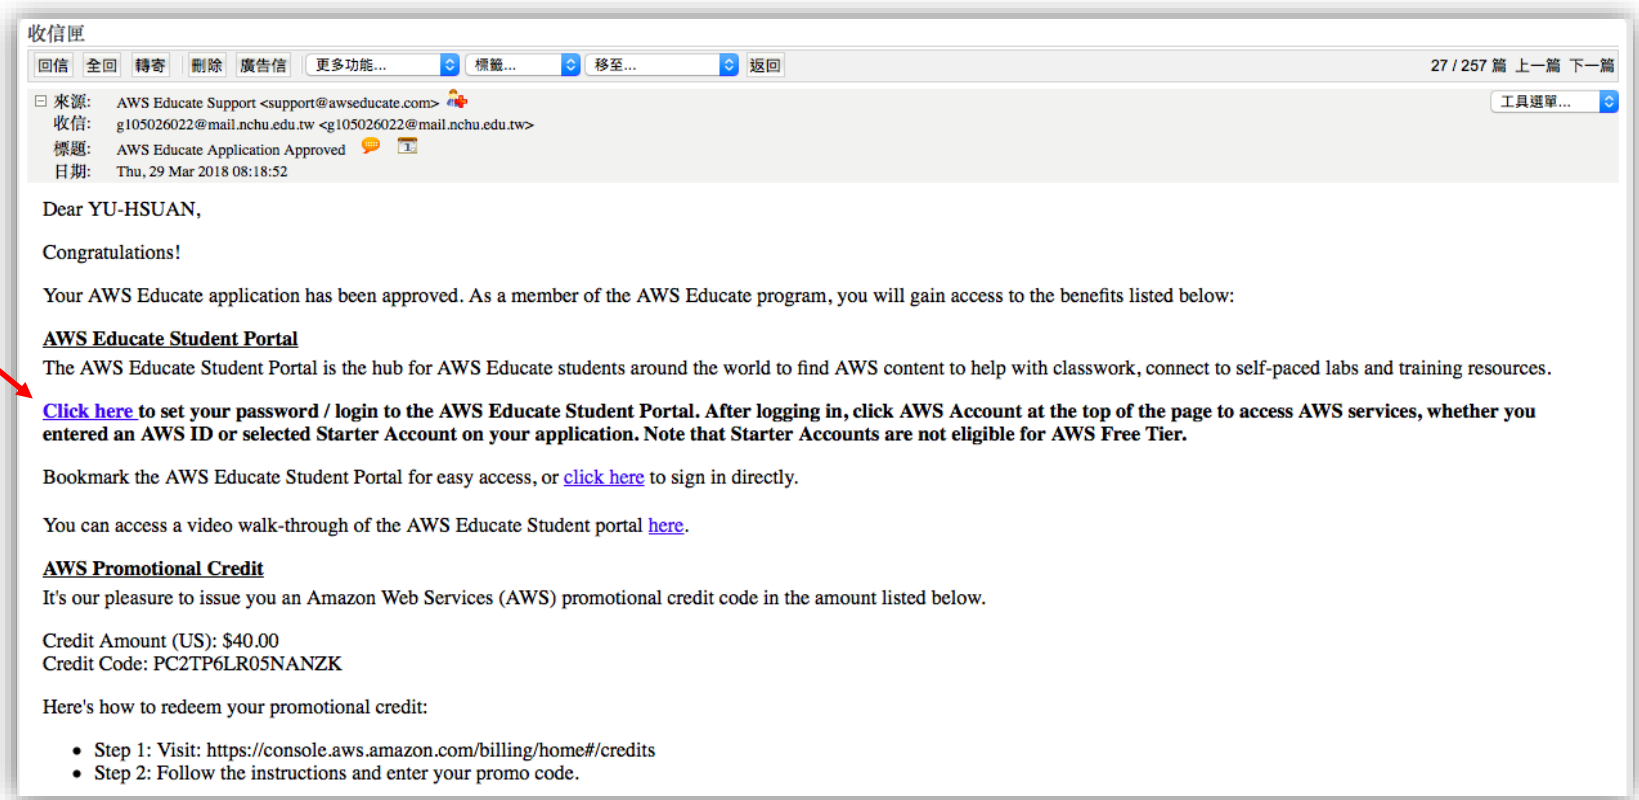 收信匣
回信 全回 轉寄 刪除 廣告信 更多功能... 標籤... 移至... 返回 27 / 257 篇 上一篇 下一篇
來源: AWS Educate Support <support@awseducate.com> 工具選單...
收信: g105026022@mail.nchu.edu.tw <g105026022@mail.nchu.edu.tw>
標題: AWS Educate Application Approved
日期: Thu, 29 Mar 2018 08:18:52
Dear YU-HSUAN,
Congratulations!
Your AWS Educate application has been approved. As a member of the AWS Educate program, you will gain access to the benefits listed below:
AWS Educate Student Portal
The AWS Educate Student Portal is the hub for AWS Educate students around the world to find AWS content to help with classwork, connect to self-paced labs and training resources.
Click here to set your password / login to the AWS Educate Student Portal. After logging in, click AWS Account at the top of the page to access AWS services, whether you
entered an AWS ID or selected Starter Account on your application. Note that Starter Accounts are not eligible for AWS Free Tier.
Bookmark the AWS Educate Student Portal for easy access, or click here to sign in directly.
You can access a video walk-through of the AWS Educate Student portal here.
AWS Promotional Credit
It's our pleasure to issue you an Amazon Web Services (AWS) promotional credit code in the amount listed below.
Credit Amount (US): $40.00
Credit Code: PC2TP6LR05NANZK
Here's how to redeem your promotional credit:
• Step 1: Visit: https://console.aws.amazon.com/billing/home#/credits
• Step 2: Follow the instructions and enter your promo code.